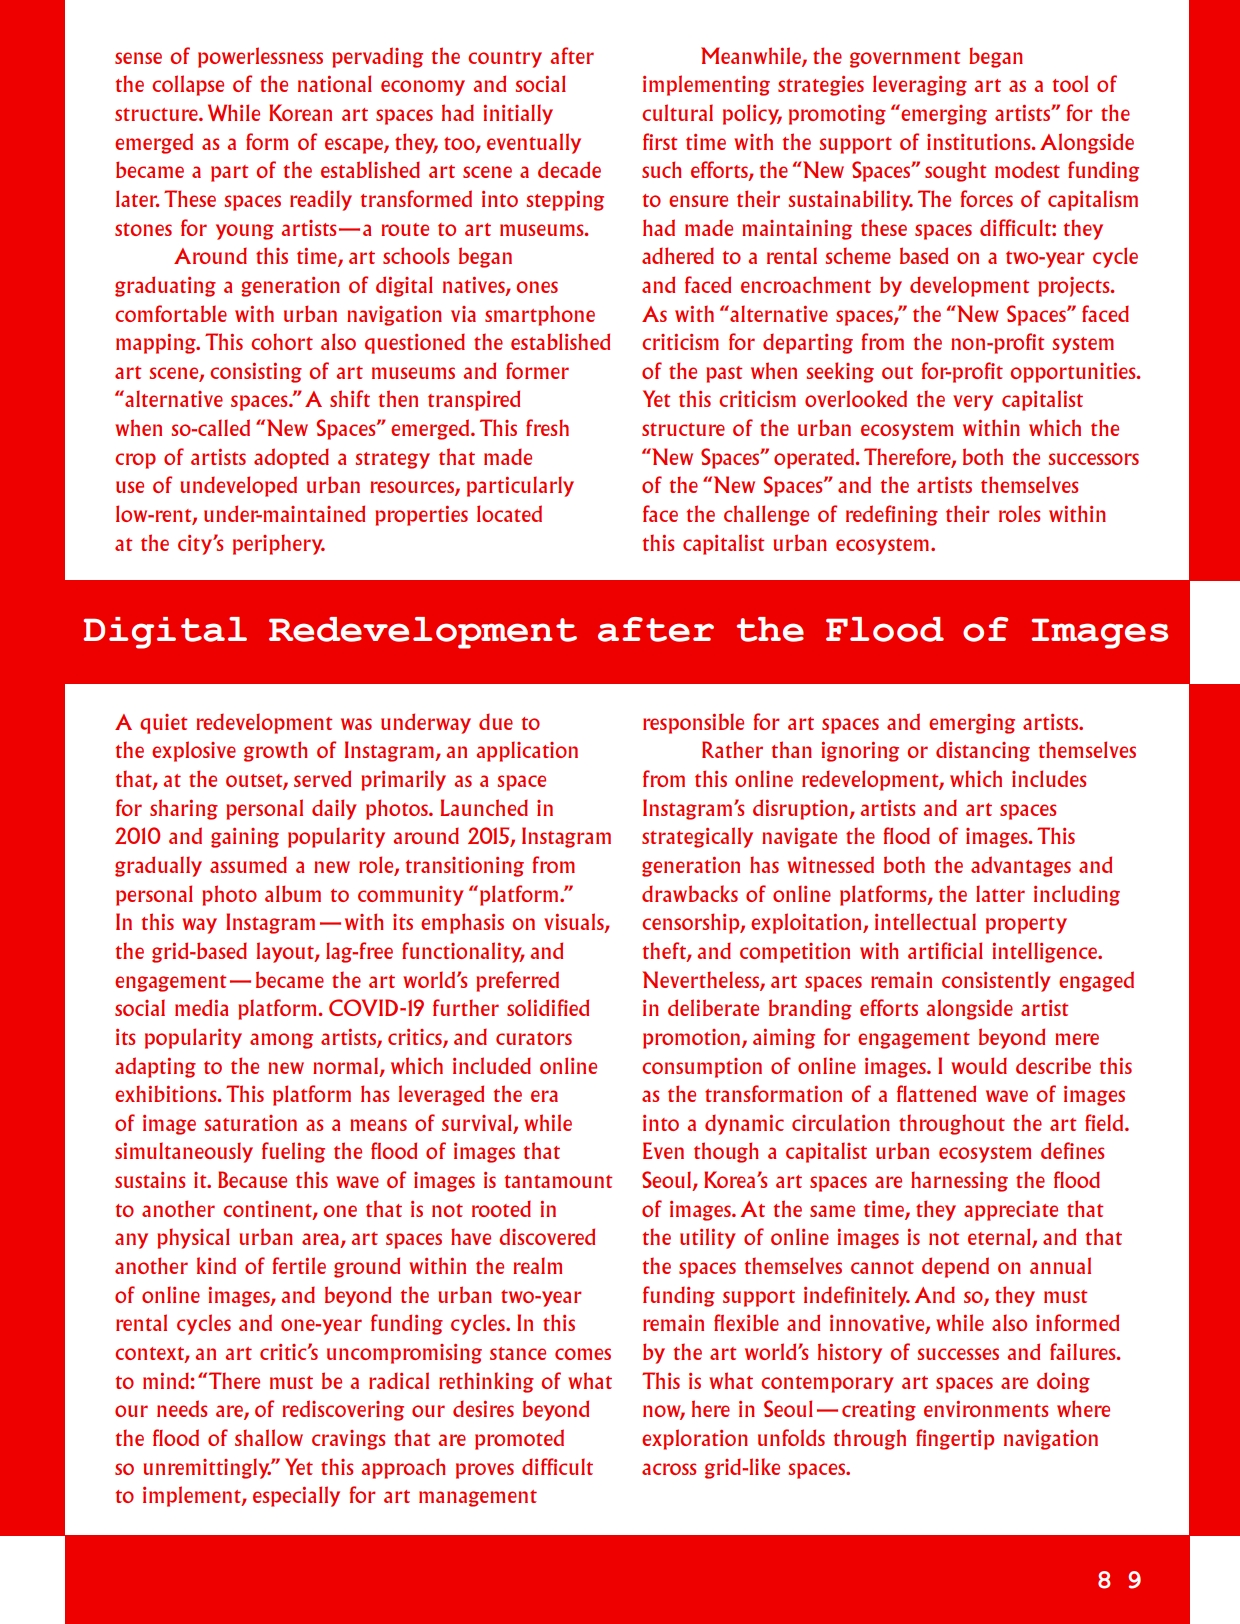 sense of powerlessness pervading the country after
the collapse of the national economy and social
structure. While Korean art spaces had initially
emerged as a form of escape, they, too, eventually
became a part of the established art scene a decade
later. These spaces readily transformed into stepping
stones for young artists—a route to art museums.
Around this time, art schools began
graduating a generation of digital natives, ones
comfortable with urban navigation via smartphone
mapping. This cohort also questioned the established
art scene, consisting of art museums and former
“alternative spaces.” A shift then transpired
when so-called “New Spaces” emerged. This fresh
crop of artists adopted a strategy that made
use of undeveloped urban resources, particularly
low-rent, under-maintained properties located
at the city’s periphery.
Meanwhile, the government began
implementing strategies leveraging art as a tool of
cultural policy, promoting “emerging artists” for the
first time with the support of institutions. Alongside
such efforts, the “New Spaces” sought modest funding
to ensure their sustainability. The forces of capitalism
had made maintaining these spaces difficult: they
adhered to a rental scheme based on a two-year cycle
and faced encroachment by development projects.
As with “alternative spaces,” the “New Spaces” faced
criticism for departing from the non-profit system
of the past when seeking out for-profit opportunities.
Yet this criticism overlooked the very capitalist
structure of the urban ecosystem within which the
“New Spaces” operated. Therefore, both the successors
of the “New Spaces” and the artists themselves
face the challenge of redefining their roles within
this capitalist urban ecosystem.
Digital Redevelopment after the Flood of Images
A quiet redevelopment was underway due to
the explosive growth of Instagram, an application
that, at the outset, served primarily as a space
for sharing personal daily photos. Launched in
2010 and gaining popularity around 2015, Instagram
gradually assumed a new role, transitioning from
personal photo album to community “platform.”
In this way Instagram—with its emphasis on visuals,
the grid-based layout, lag-free functionality, and
engagement—became the art world’s preferred
social media platform. COVID-19 further solidified
its popularity among artists, critics, and curators
adapting to the new normal, which included online
exhibitions. This platform has leveraged the era
of image saturation as a means of survival, while
simultaneously fueling the flood of images that
sustains it. Because this wave of images is tantamount
to another continent, one that is not rooted in
any physical urban area, art spaces have discovered
another kind of fertile ground within the realm
of online images, and beyond the urban two-year
rental cycles and one-year funding cycles. In this
context, an art critic’s uncompromising stance comes
to mind: “There must be a radical rethinking of what
our needs are, of rediscovering our desires beyond
the flood of shallow cravings that are promoted
so unremittingly.” Yet this approach proves difficult
to implement, especially for art management
responsible for art spaces and emerging artists.
Rather than ignoring or distancing themselves
from this online redevelopment, which includes
Instagram’s disruption, artists and art spaces
strategically navigate the flood of images. This
generation has witnessed both the advantages and
drawbacks of online platforms, the latter including
censorship, exploitation, intellectual property
theft, and competition with artificial intelligence.
Nevertheless, art spaces remain consistently engaged
in deliberate branding efforts alongside artist
promotion, aiming for engagement beyond mere
consumption of online images. I would describe this
as the transformation of a flattened wave of images
into a dynamic circulation throughout the art field.
Even though a capitalist urban ecosystem defines
Seoul, Korea’s art spaces are harnessing the flood
of images. At the same time, they appreciate that
the utility of online images is not eternal, and that
the spaces themselves cannot depend on annual
funding support indefinitely. And so, they must
remain flexible and innovative, while also informed
by the art world’s history of successes and failures.
This is what contemporary art spaces are doing
now, here in Seoul—creating environments where
exploration unfolds through fingertip navigation
across grid-like spaces.
8 9